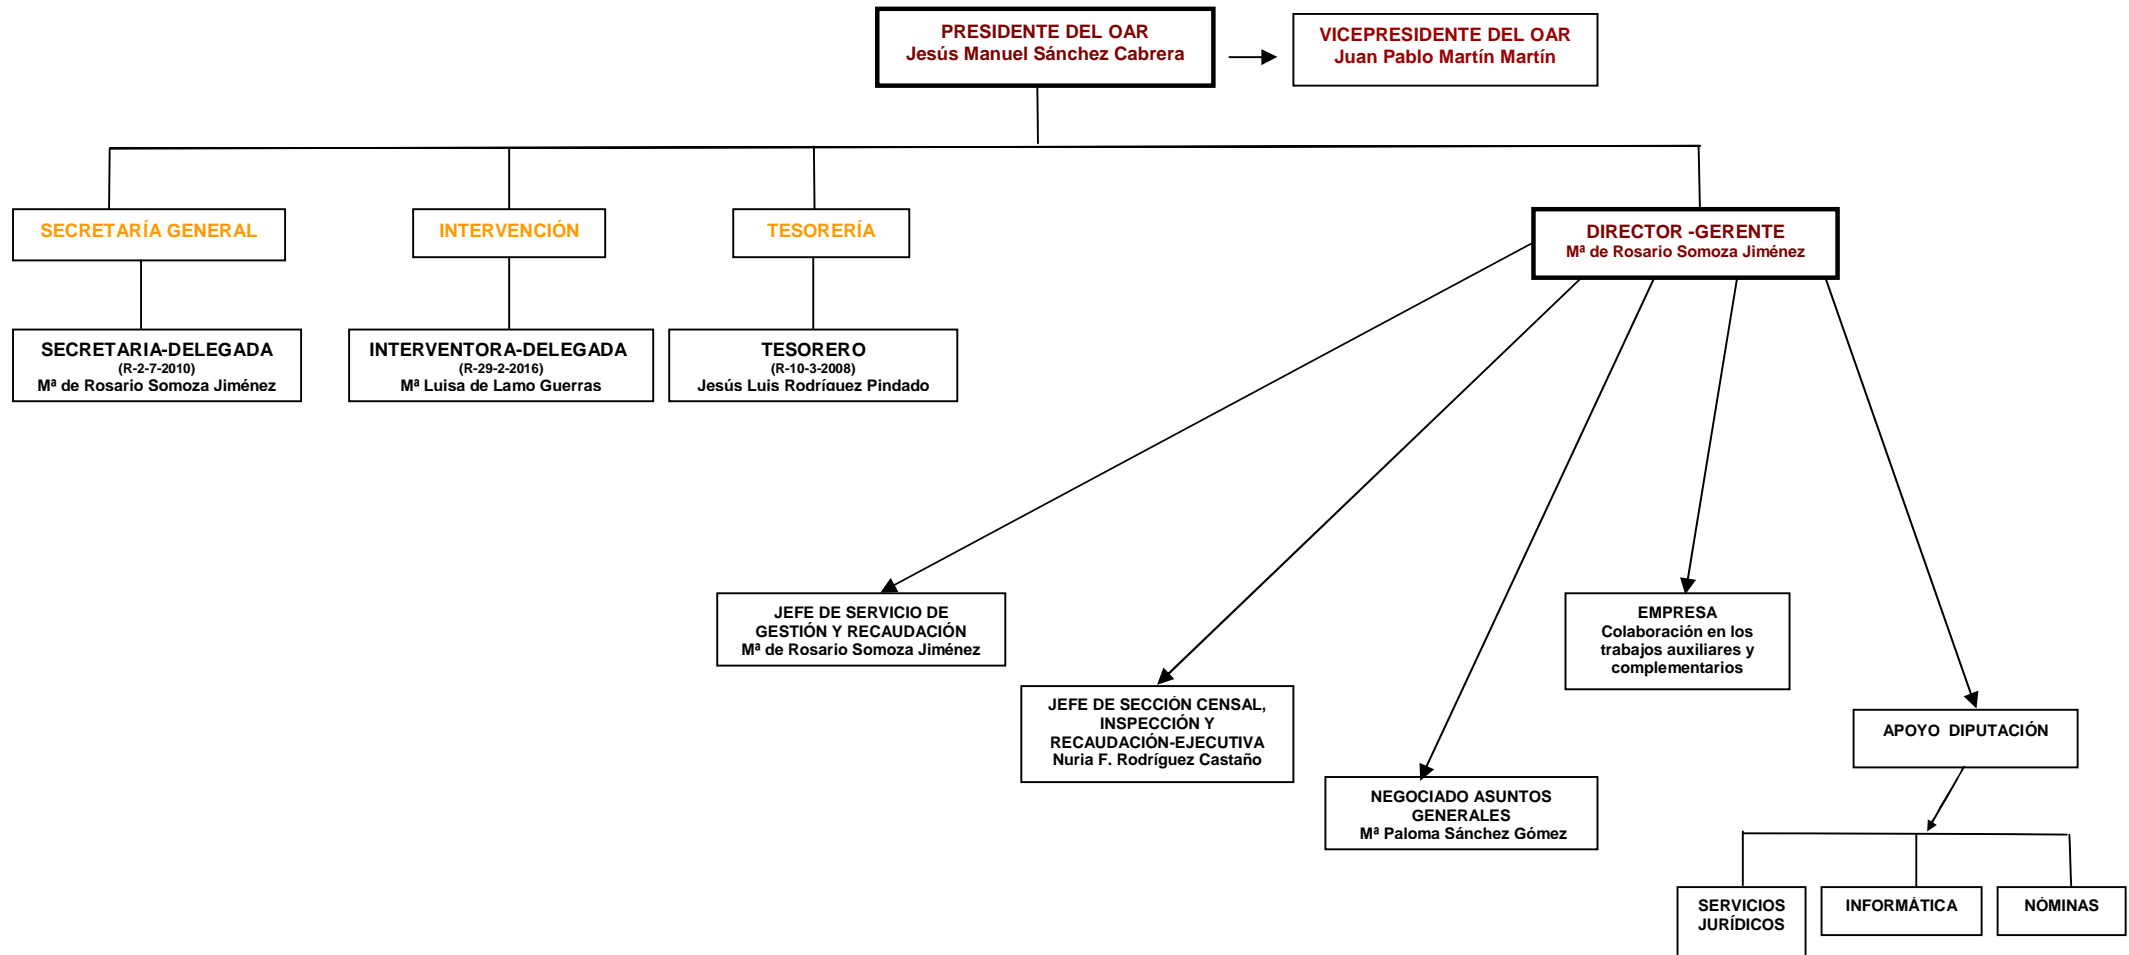 PRESIDENTE DEL OAR
Jesús Manuel Sánchez Cabrera
VICEPRESIDENTE DEL OAR
Juan Pablo Martín Martín
SECRETARÍA GENERAL
INTERVENCIÓN
TESORERÍA
DIRECTOR -GERENTE
Mª de Rosario Somoza Jiménez
SECRETARIA-DELEGADA
(R-2-7-2010)
Mª de Rosario Somoza Jiménez
INTERVENTORA-DELEGADA
(R-29-2-2016)
Mª Luisa de Lamo Guerras
TESORERO
(R-10-3-2008)
Jesús Luis Rodríguez Pindado
JEFE DE SERVICIO DE
GESTIÓN Y RECAUDACIÓN
Mª de Rosario Somoza Jiménez
EMPRESA
Colaboración en los
trabajos auxiliares y
complementarios
JEFE DE SECCIÓN CENSAL,
INSPECCIÓN Y
RECAUDACIÓN-EJECUTIVA
Nuria F. Rodríguez Castaño
APOYO  DIPUTACIÓN
NEGOCIADO ASUNTOS
GENERALES
Mª Paloma Sánchez Gómez
SERVICIOS
JURÍDICOS
INFORMÁTICA
NÓMINAS